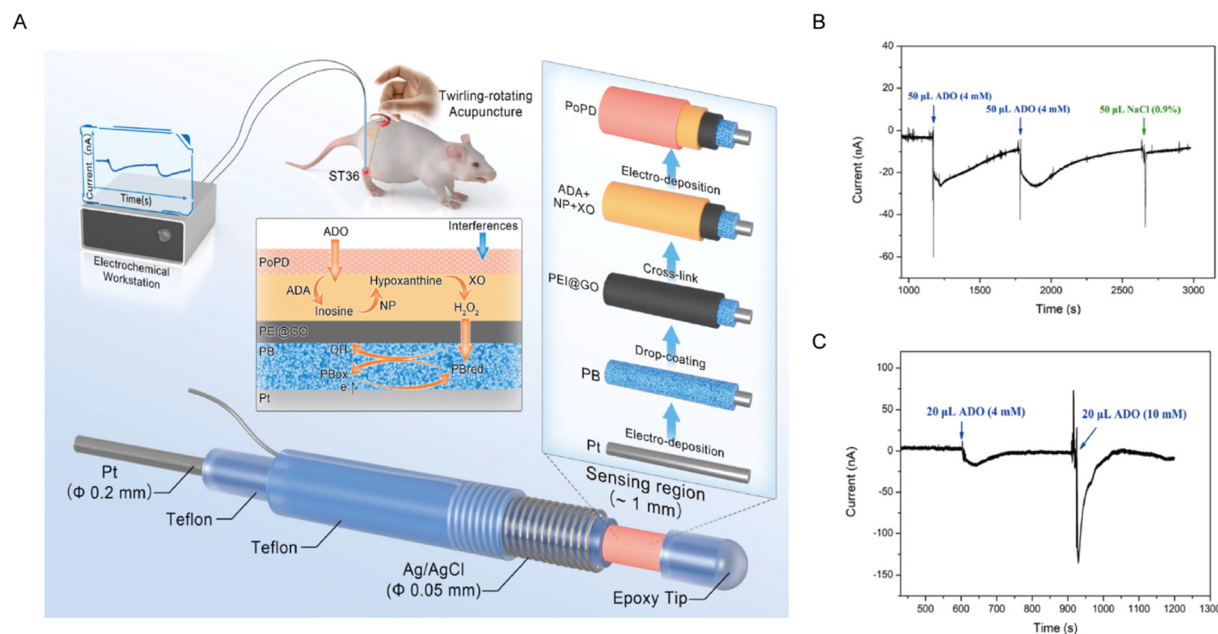 A
Twirling-rotating
Acupuncture
ST36
Current (nA)
Time(s)
Electrochemical
Workstation
ADO
Interferences
PoPD
Hypoxanthine
XO
ADA
Inosine
NP
H₂O₂
PEI@GO
PB
OH⁻
PBox
PBred
e⁻↑
Pt
PoPD
Electro-deposition
ADA+
NP+XO
Cross-link
PEI@GO
Drop-coating
PB
Electro-deposition
Pt
Sensing region
(~ 1 mm)
Pt
(Φ 0.2 mm)
Teflon
Teflon
Ag/AgCl
(Φ 0.05 mm)
Epoxy Tip
B
40
20
0
-20
-40
-60
-80
Current (nA)
50 μL ADO (4 mM)
50 μL ADO (4 mM)
50 μL NaCl (0.9%)
1000
1500
2000
2500
3000
Time (s)
C
100
50
0
-50
-100
-150
Current (nA)
20 μL ADO (4 mM)
20 μL ADO (10 mM)
500
600
700
800
900
1000
1100
1200
1300
Time (s)